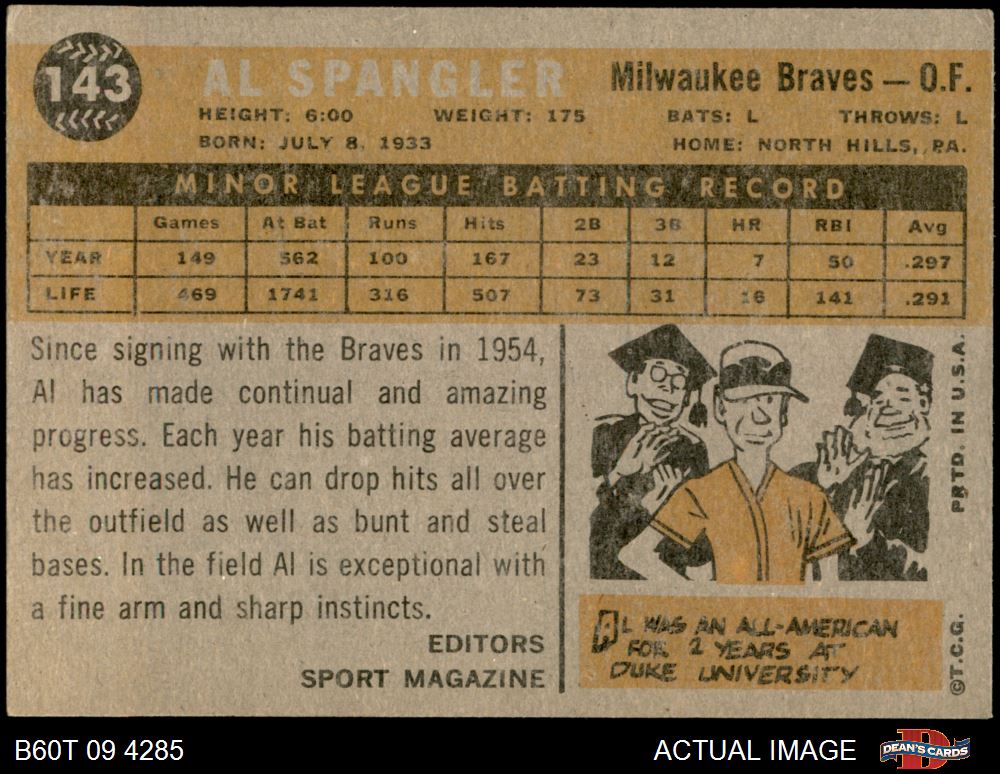 143
AL SPANGLER
Milwaukee Braves — O.F.
HEIGHT: 6:00 WEIGHT: 175 BATS: L THROWS: L
BORN: JULY 8, 1933 HOME: NORTH HILLS, PA.
MINOR LEAGUE BATTING RECORD
Games At Bat Runs Hits 2B 3B HR RBI Avg
YEAR 149 562 100 167 23 12 7 50 .297
LIFE 469 1741 316 507 73 31 16 141 .291
Since signing with the Braves in 1954,
Al has made continual and amazing
progress. Each year his batting average
has increased. He can drop hits all over
the outfield as well as bunt and steal
bases. In the field Al is exceptional with
a fine arm and sharp instincts.
EDITORS
SPORT MAGAZINE
AL WAS AN ALL-AMERICAN
FOR 2 YEARS AT
DUKE UNIVERSITY
PRTD. IN U.S.A.
©T.C.G.
B60T 09 4285
ACTUAL IMAGE
DEAN'S CARDS